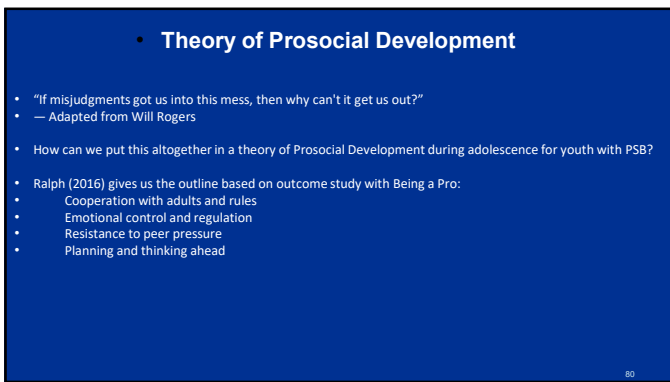 • Theory of Prosocial Development
• “If misjudgments got us into this mess, then why can't it get us out?”
• — Adapted from Will Rogers
• How can we put this altogether in a theory of Prosocial Development during adolescence for youth with PSB?
• Ralph (2016) gives us the outline based on outcome study with Being a Pro:
• Cooperation with adults and rules
• Emotional control and regulation
• Resistance to peer pressure
• Planning and thinking ahead
80